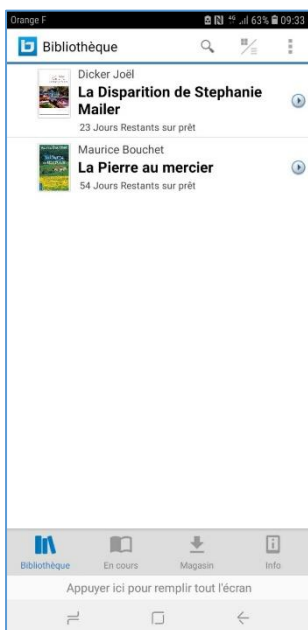 Orange F 4G 63% 09:33
Bibliothèque
Dicker Joël
La Disparition de Stephanie
Mailer
23 Jours Restants sur prêt
Maurice Bouchet
La Pierre au mercier
54 Jours Restants sur prêt
Bibliothèque En cours Magasin Info
Appuyer ici pour remplir tout l'écran